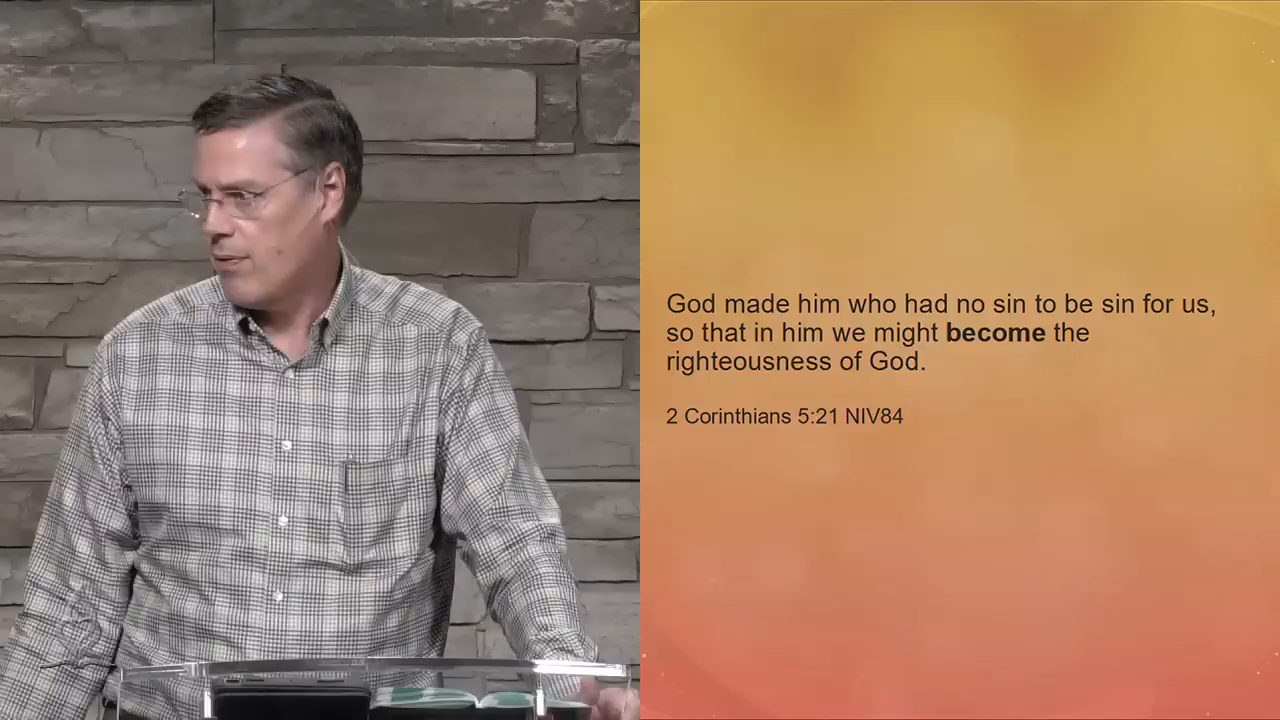 God made him who had no sin to be sin for us,
so that in him we might become the
righteousness of God.
2 Corinthians 5:21 NIV84